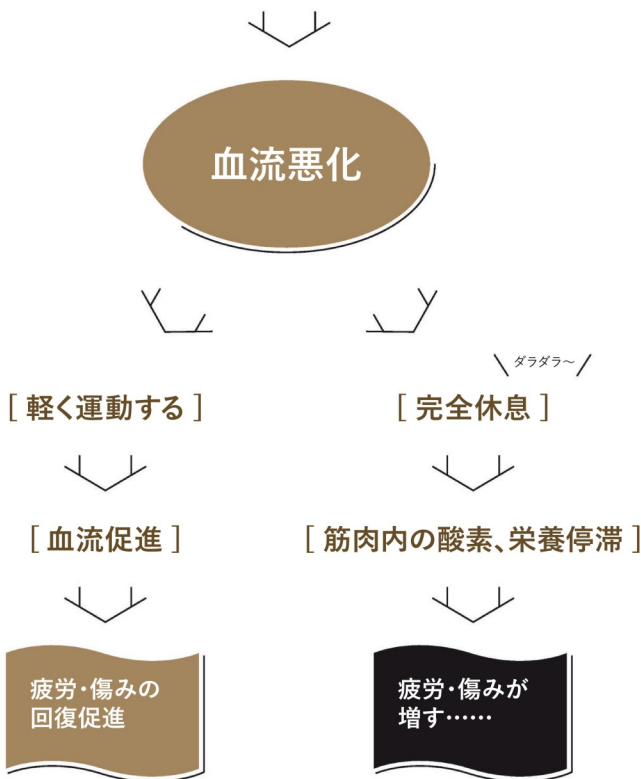 血流悪化
ダラダラ〜
[ 軽く運動する ]
[ 完全休息 ]
[ 血流促進 ]
[ 筋肉内の酸素、栄養停滞 ]
疲労・傷みの
回復促進
疲労・傷みが
増す……